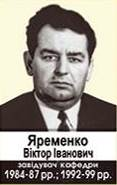 Яременко
Віктор Іванович
завідувач кафедри
1984-87 рр.; 1992-99 рр.